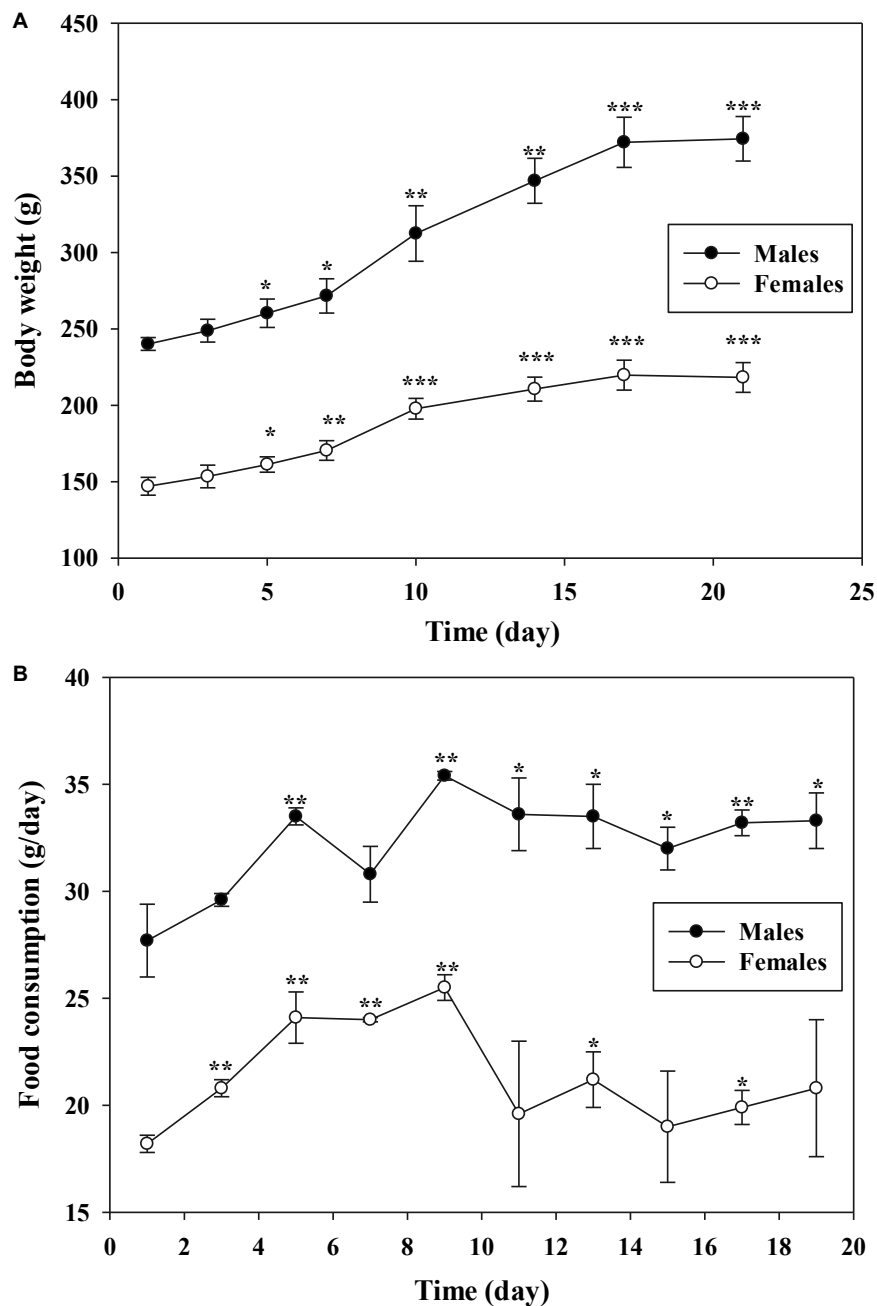 A
450
400
350
300
250
200
150
100
*** ***
**
**
* *
*** ***
***
***
**
*
Males
Females
Body weight (g)
0 5 10 15 20 25
Time (day)
B
40
35
30
25
20
15
** ** * * * ** *
** ** ** ** * *
Males
Females
Food consumption (g/day)
0 2 4 6 8 10 12 14 16 18 20
Time (day)